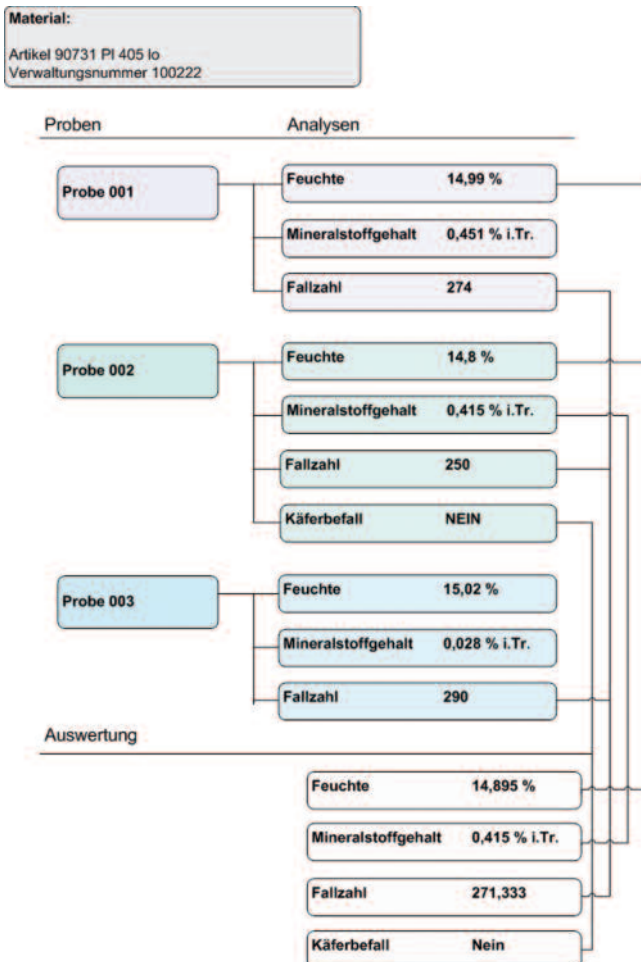 Material:
Artikel 90731 PI 405 lo
Verwaltungsnummer 100222
Proben Analysen
Probe 001
Feuchte 14,99 %
Mineralstoffgehalt 0,451 % i.Tr.
Fallzahl 274
Probe 002
Feuchte 14,8 %
Mineralstoffgehalt 0,415 % i.Tr.
Fallzahl 250
Käferbefall NEIN
Probe 003
Feuchte 15,02 %
Mineralstoffgehalt 0,028 % i.Tr.
Fallzahl 290
Auswertung
Feuchte 14,895 %
Mineralstoffgehalt 0,415 % i.Tr.
Fallzahl 271,333
Käferbefall Nein